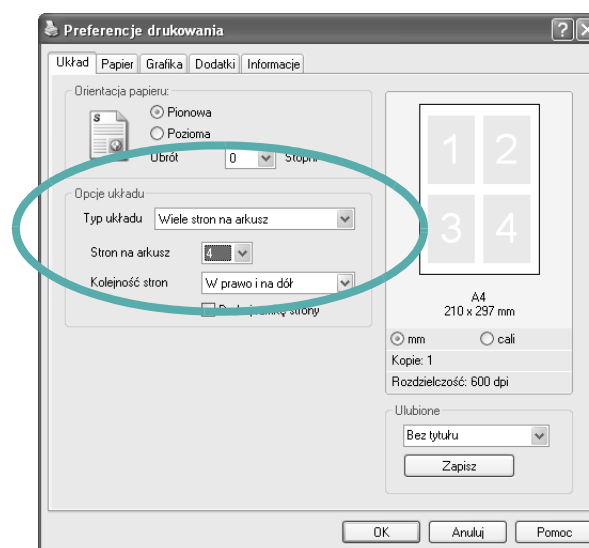 Preferencje drukowania
Układ Papier Grafika Dodatki Informacje
Orientacja papieru:
S
Pionowa
Pozioma
Obrót 0 Stopni
Opcje układu
Typ układu Wiele stron na arkusz
Stron na arkusz 4
Kolejność stron W prawo i na dół
strony
1 2
3 4
A4
210 x 297 mm
mm cali
Kopie: 1
Rozdzielczość: 600 dpi
Ulubione
Bez tytułu
Zapisz
OK Anuluj Pomoc